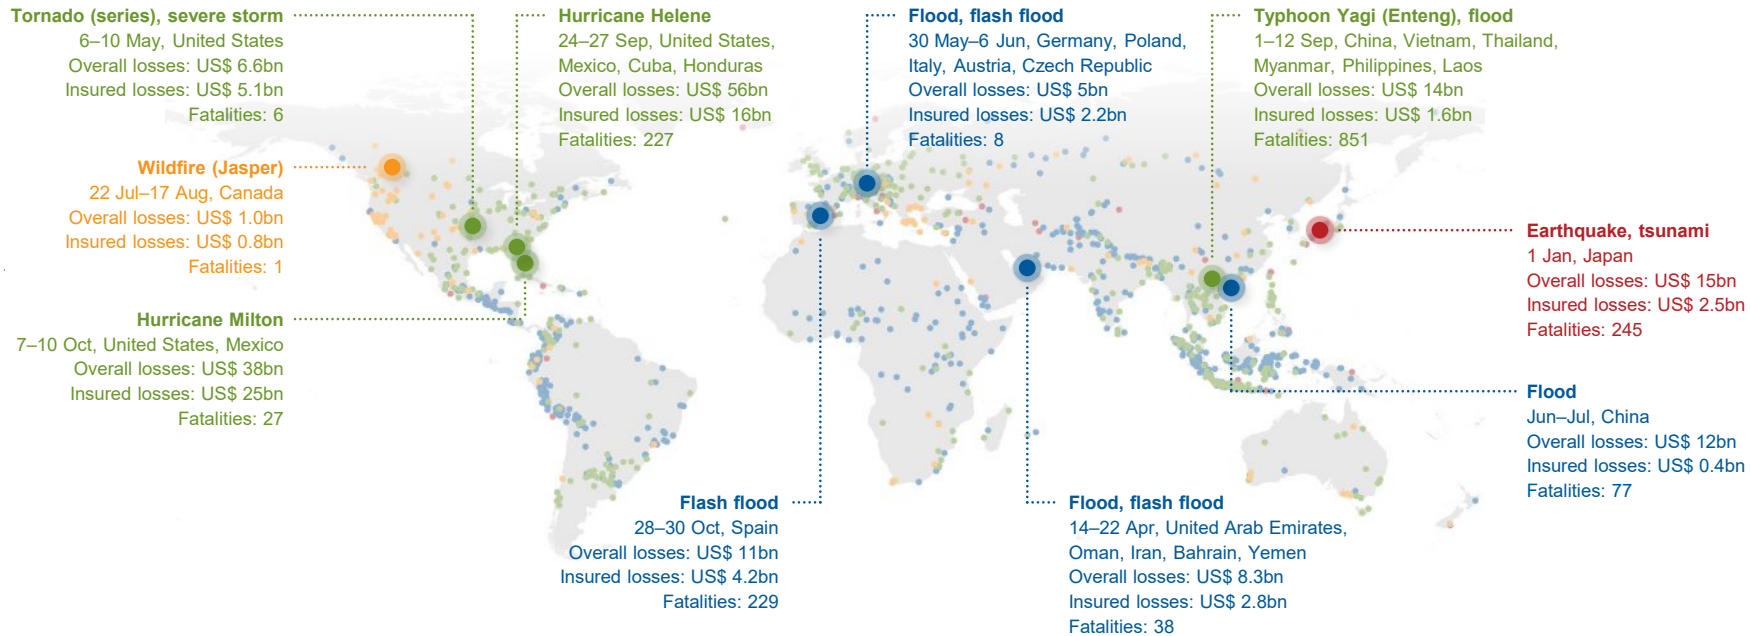 Tornado (series), severe storm
6–10 May, United States
Overall losses: US$ 6.6bn
Insured losses: US$ 5.1bn
Fatalities: 6
Hurricane Helene
24–27 Sep, United States,
Mexico, Cuba, Honduras
Overall losses: US$ 56bn
Insured losses: US$ 16bn
Fatalities: 227
Flood, flash flood
30 May–6 Jun, Germany, Poland,
Italy, Austria, Czech Republic
Overall losses: US$ 5bn
Insured losses: US$ 2.2bn
Fatalities: 8
Typhoon Yagi (Enteng), flood
1–12 Sep, China, Vietnam, Thailand,
Myanmar, Philippines, Laos
Overall losses: US$ 14bn
Insured losses: US$ 1.6bn
Fatalities: 851
Wildfire (Jasper)
22 Jul–17 Aug, Canada
Overall losses: US$ 1.0bn
Insured losses: US$ 0.8bn
Fatalities: 1
Earthquake, tsunami
1 Jan, Japan
Overall losses: US$ 15bn
Insured losses: US$ 2.5bn
Fatalities: 245
Hurricane Milton
7–10 Oct, United States, Mexico
Overall losses: US$ 38bn
Insured losses: US$ 25bn
Fatalities: 27
Flood
Jun–Jul, China
Overall losses: US$ 12bn
Insured losses: US$ 0.4bn
Fatalities: 77
Flash flood
28–30 Oct, Spain
Overall losses: US$ 11bn
Insured losses: US$ 4.2bn
Fatalities: 229
Flood, flash flood
14–22 Apr, United Arab Emirates,
Oman, Iran, Bahrain, Yemen
Overall losses: US$ 8.3bn
Insured losses: US$ 2.8bn
Fatalities: 38